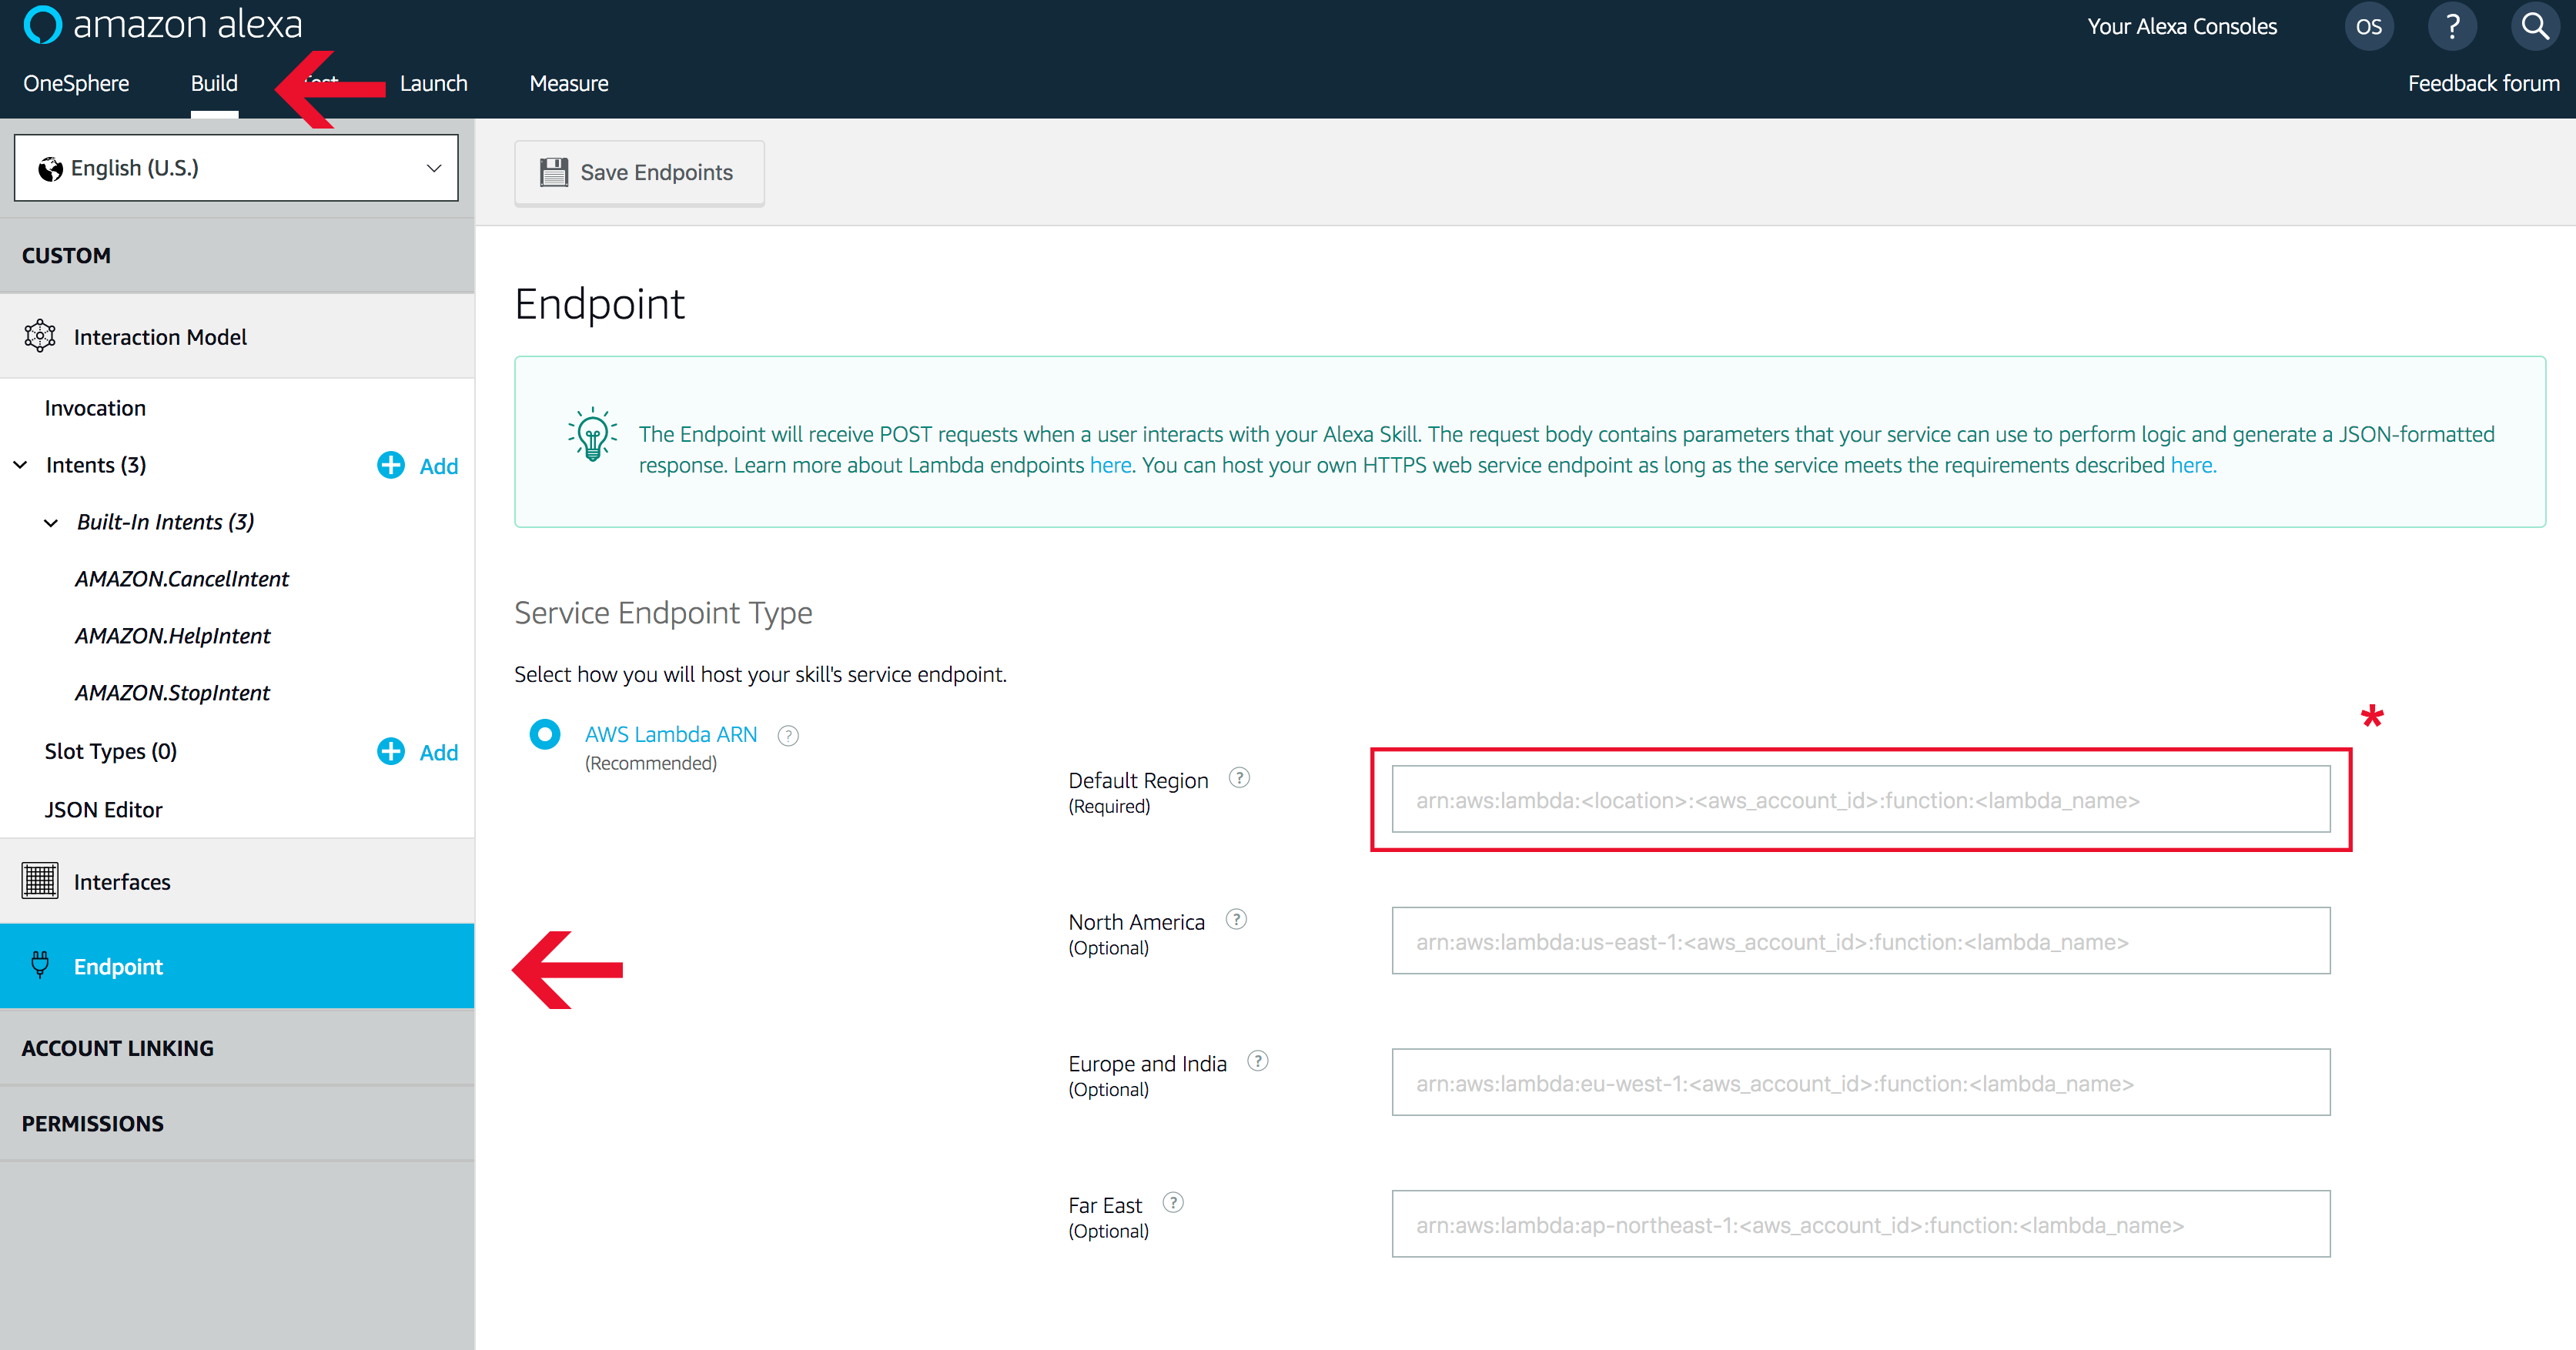 amazon alexa
Your Alexa Consoles
OS
?
OneSphere
Build
Launch
Measure
Feedback forum
English (U.S.)
Save Endpoints
CUSTOM
Interaction Model
Invocation
Intents (3)
Add
Built-In Intents (3)
AMAZON.CancelIntent
AMAZON.HelpIntent
AMAZON.StopIntent
Slot Types (0)
Add
JSON Editor
Interfaces
Endpoint
ACCOUNT LINKING
PERMISSIONS
Endpoint
The Endpoint will receive POST requests when a user interacts with your Alexa Skill. The request body contains parameters that your service can use to perform logic and generate a JSON-formatted
response. Learn more about Lambda endpoints here. You can host your own HTTPS web service endpoint as long as the service meets the requirements described here.
Service Endpoint Type
Select how you will host your skill's service endpoint.
AWS Lambda ARN ?
(Recommended)
*
Default Region ?
(Required)
arn:aws:lambda:<location>:<aws_account_id>:function:<lambda_name>
North America ?
(Optional)
arn:aws:lambda:us-east-1:<aws_account_id>:function:<lambda_name>
Europe and India ?
(Optional)
arn:aws:lambda:eu-west-1:<aws_account_id>:function:<lambda_name>
Far East ?
(Optional)
arn:aws:lambda:ap-northeast-1:<aws_account_id>:function:<lambda_name>